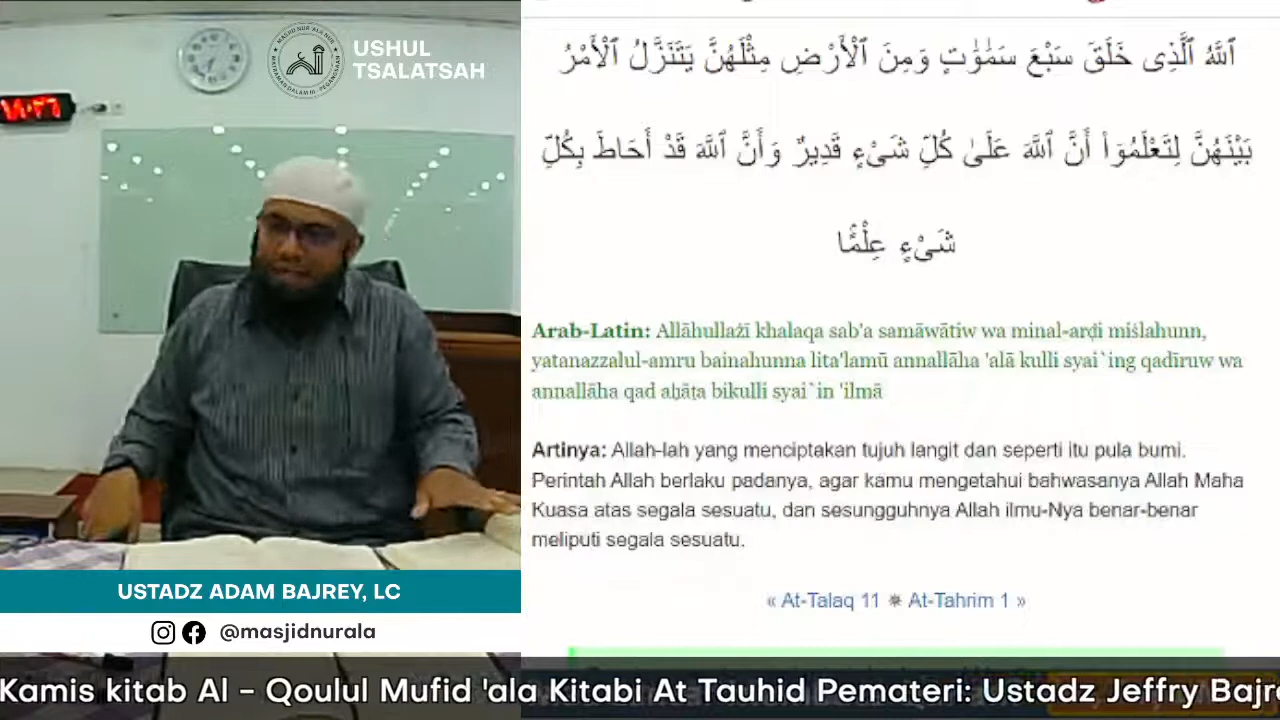 USHUL
TSALATSAH
ٱللَّهُ ٱلَّذِى خَلَقَ سَبْعَ سَمَٰوَٰتٍ وَمِنَ ٱلْأَرْضِ مِثْلَهُنَّ يَتَنَزَّلُ ٱلْأَمْرُ
بَيْنَهُنَّ لِتَعْلَمُوٓا۟ أَنَّ ٱللَّهَ عَلَىٰ كُلِّ شَىْءٍ قَدِيرٌ وَأَنَّ ٱللَّهَ قَدْ أَحَاطَ بِكُلِّ
شَىْءٍ عِلْمًۢا
Arab-Latin: Allāhullażī khalaqa sab'a samāwātiw wa minal-arḍi miṡlahunn,
yatanazzalul-amru bainahunna lita'lamū annallāha 'alā kulli syai`ing qadīruw wa
annallāha qad aḥāṭa bikulli syai`in 'ilmā
Artinya: Allah-lah yang menciptakan tujuh langit dan seperti itu pula bumi.
Perintah Allah berlaku padanya, agar kamu mengetahui bahwasanya Allah Maha
Kuasa atas segala sesuatu, dan sesungguhnya Allah ilmu-Nya benar-benar
meliputi segala sesuatu.
« At-Talaq 11 ✵ At-Tahrim 1 »
USTADZ ADAM BAJREY, LC
@masjidnurala
Kamis kitab Al - Qoulul Mufid 'ala Kitabi At Tauhid Pemateri: Ustadz Jeffry Bajre